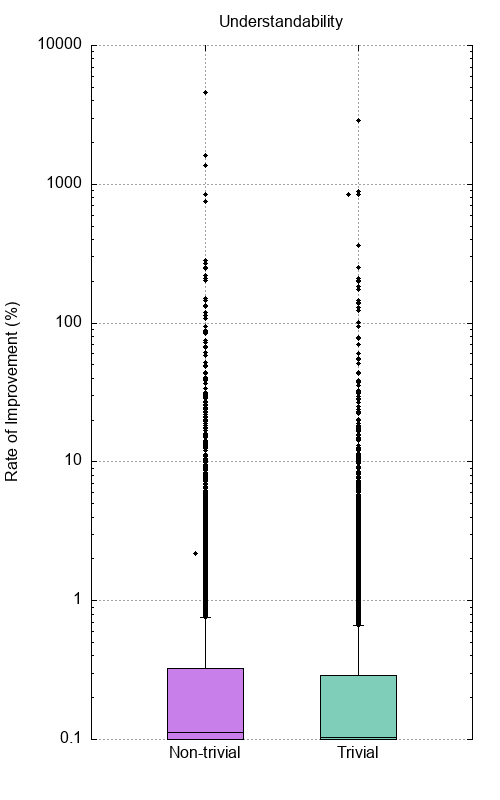 Understandability
10000
1000
100
10
1
0.1
Rate of Improvement (%)
Non-trivial
Trivial